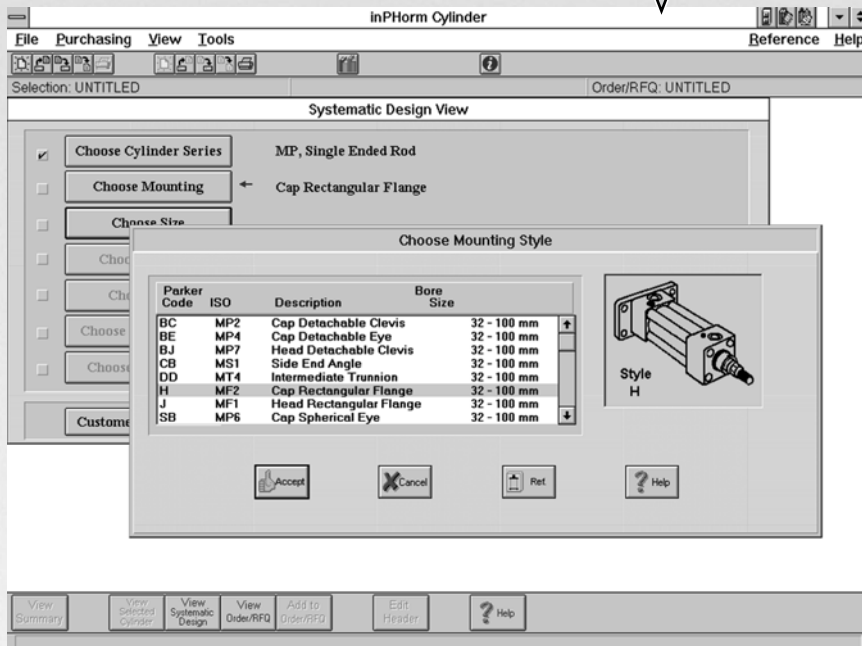 inPHorm Cylinder
File Purchasing View Tools Reference Help
Selection: UNTITLED Order/RFQ: UNTITLED
Systematic Design View
Choose Cylinder Series MP, Single Ended Rod
Choose Mounting Cap Rectangular Flange
Choose Size
Choose Mounting Style
Parker Code ISO Description Bore Size
BC MP2 Cap Detachable Clevis 32 - 100 mm
BE MP4 Cap Detachable Eye 32 - 100 mm
BJ MP7 Head Detachable Clevis 32 - 100 mm
CB MS1 Side End Angle 32 - 100 mm
DD MT4 Intermediate Trunnion 32 - 100 mm
H MF2 Cap Rectangular Flange 32 - 100 mm
J MF1 Head Rectangular Flange 32 - 100 mm
SB MP6 Cap Spherical Eye 32 - 100 mm
Style
H
Choose
Choose
Custome
Accept Cancel Ret Help
View Summary View Selected Cylinder View Systematic Design View Order/RFQ Add to Order/RFQ Edit Header Help